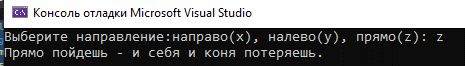 Консоль отладки Microsoft Visual Studio
Выберите направление:направо(x), налево(y), прямо(z): z
Прямо пойдешь - и себя и коня потеряешь.